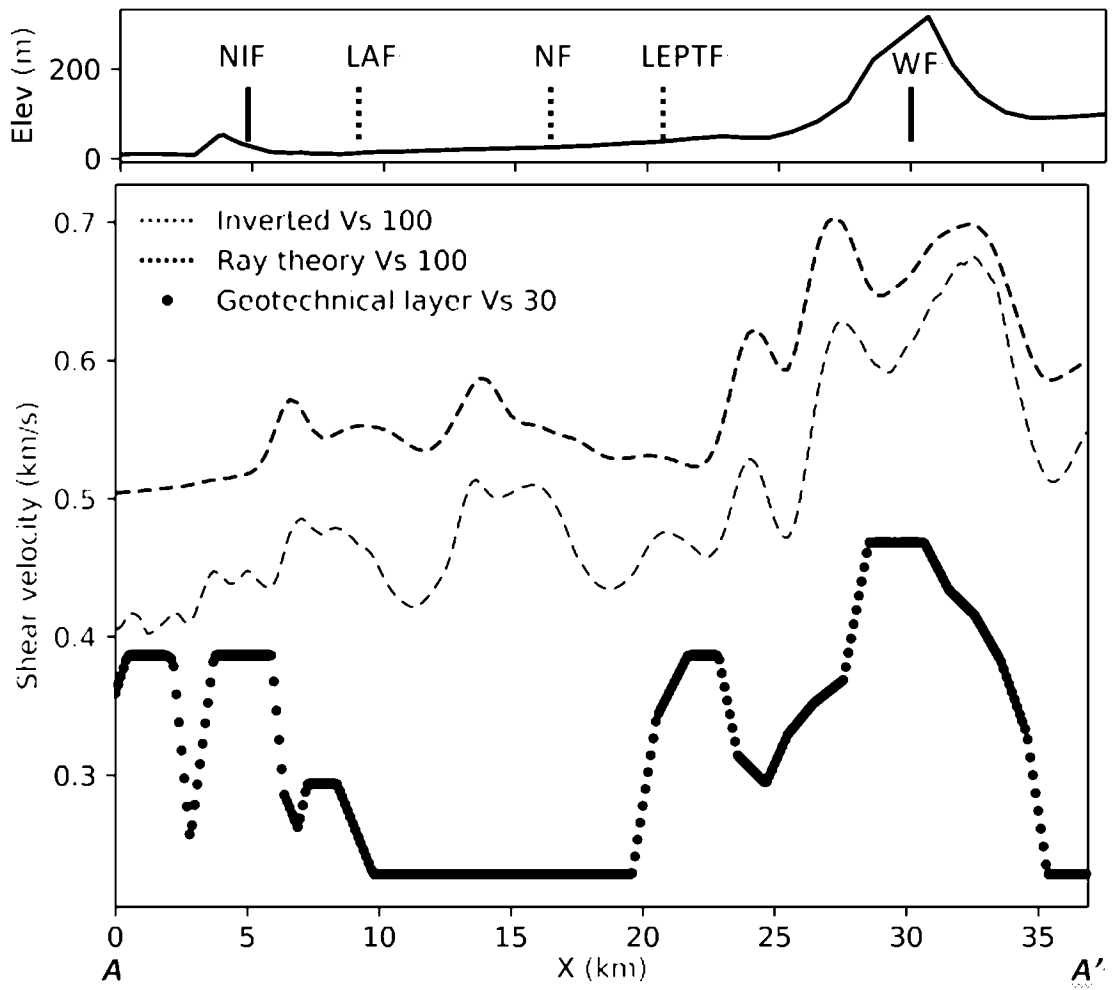 Elev (m)
200
0
NIF
LAF
NF
LEPTF
WF
Inverted Vs 100
Ray theory Vs 100
Geotechnical layer Vs 30
Shear velocity (km/s)
0.7
0.6
0.5
0.4
0.3
0 5 10 15 20 25 30 35
A X (km) A'